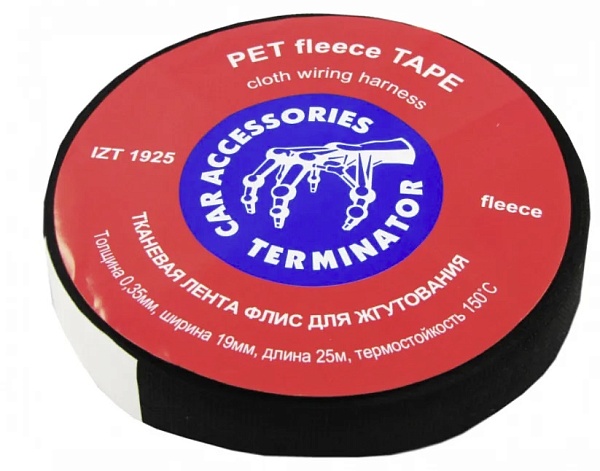 PET fleece TAPE
cloth wiring harness
CAR ACCESSORIES
TERMINATOR
IZT 1925
fleece
ТКАНЕВАЯ ЛЕНТА ФЛИС ДЛЯ ЖГУТОВАНИЯ
Толщина 0,35мм, ширина 19мм, длина 25м, термостойкость 150°С